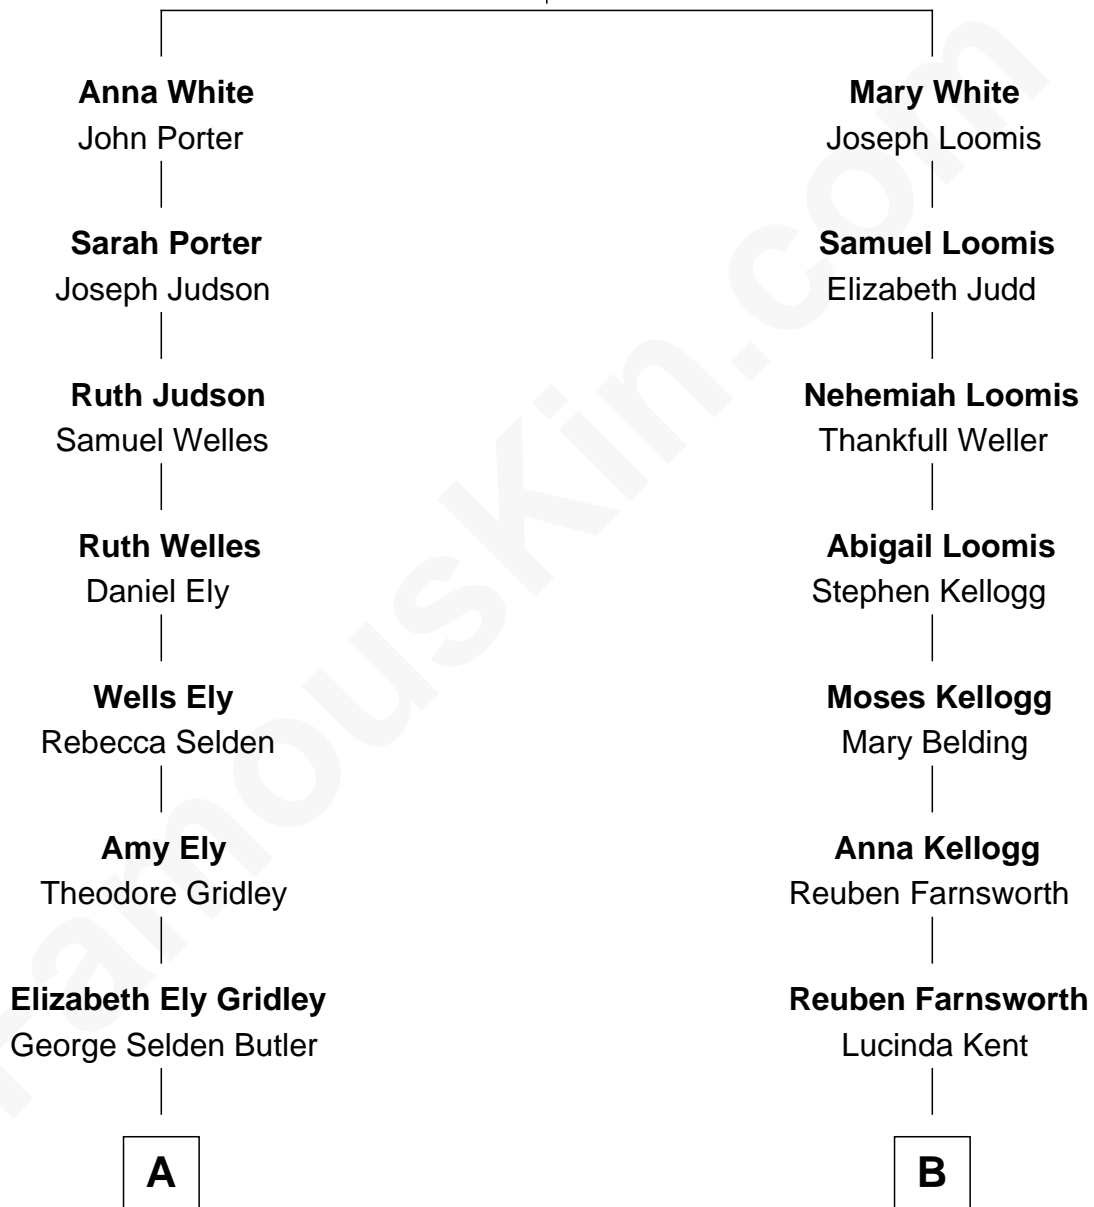 Anna White
John Porter
Mary White
Joseph Loomis
Sarah Porter
Joseph Judson
Samuel Loomis
Elizabeth Judd
Ruth Judson
Samuel Welles
Nehemiah Loomis
Thankfull Weller
Ruth Welles
Daniel Ely
Abigail Loomis
Stephen Kellogg
Wells Ely
Rebecca Selden
Moses Kellogg
Mary Belding
Amy Ely
Theodore Gridley
Anna Kellogg
Reuben Farnsworth
Elizabeth Ely Gridley
George Selden Butler
Reuben Farnsworth
Lucinda Kent
A
B
FamousKin.com